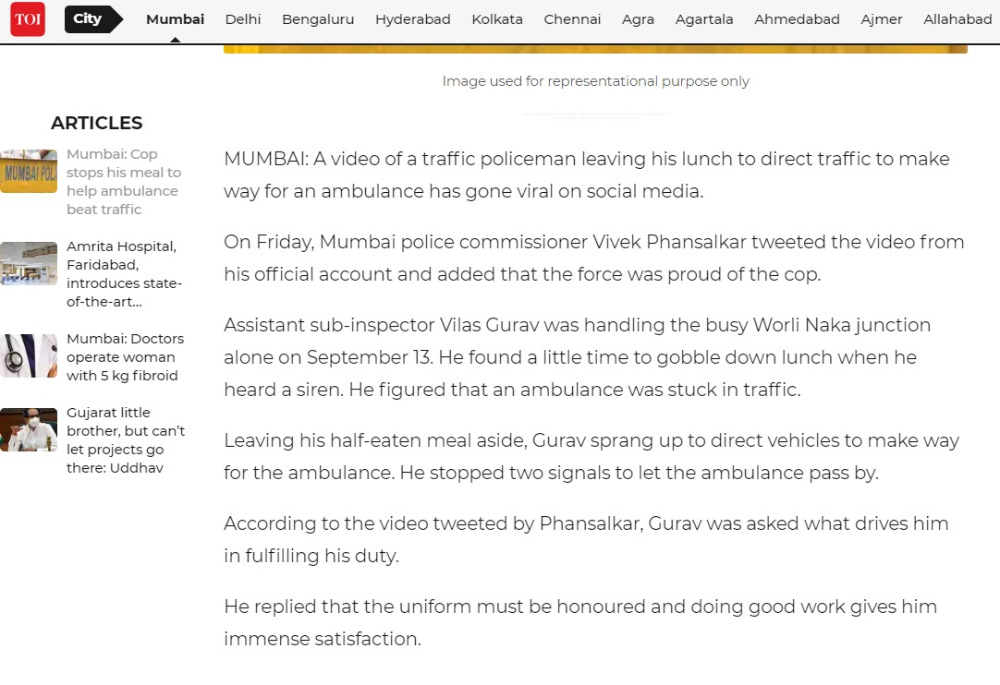 TOI
City
Mumbai
Delhi
Bengaluru
Hyderabad
Kolkata
Chennai
Agra
Agartala
Ahmedabad
Ajmer
Allahabad
Image used for representational purpose only
ARTICLES
Mumbai: Cop
stops his meal to
help ambulance
beat traffic
MUMBAI POL
Amrita Hospital,
Faridabad,
introduces state-
of-the-art...
Mumbai: Doctors
operate woman
with 5 kg fibroid
Gujarat little
brother, but can't
let projects go
there: Uddhav
MUMBAI: A video of a traffic policeman leaving his lunch to direct traffic to make
way for an ambulance has gone viral on social media.
On Friday, Mumbai police commissioner Vivek Phansalkar tweeted the video from
his official account and added that the force was proud of the cop.
Assistant sub-inspector Vilas Gurav was handling the busy Worli Naka junction
alone on September 13. He found a little time to gobble down lunch when he
heard a siren. He figured that an ambulance was stuck in traffic.
Leaving his half-eaten meal aside, Gurav sprang up to direct vehicles to make way
for the ambulance. He stopped two signals to let the ambulance pass by.
According to the video tweeted by Phansalkar, Gurav was asked what drives him
in fulfilling his duty.
He replied that the uniform must be honoured and doing good work gives him
immense satisfaction.